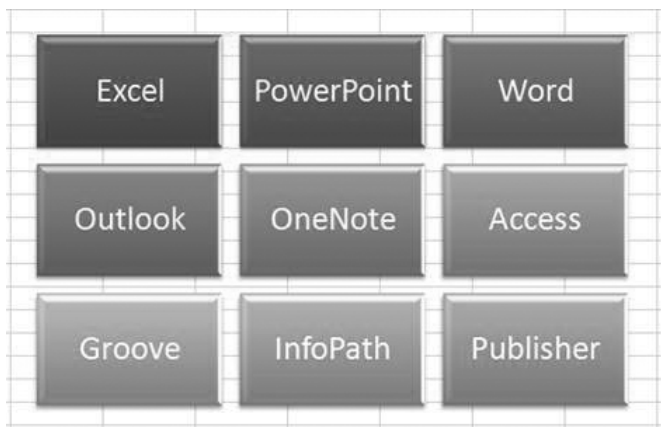 Excel PowerPoint Word
Outlook OneNote Access
Groove InfoPath Publisher